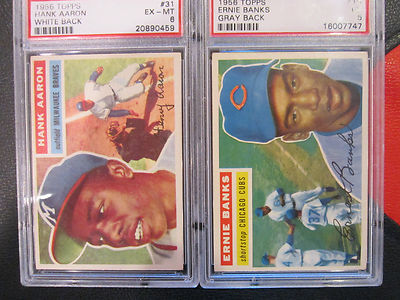 1956 TOPPS #31
HANK AARON EX-MT
WHITE BACK 6
20890459
HANK AARON
outfield MILWAUKEE BRAVES
Henry Aaron
1956 TOPPS
ERNIE BANKS
GRAY BACK 5
16007747
ERNIE BANKS
shortstop CHICAGO CUBS
Ernest Banks
C
37